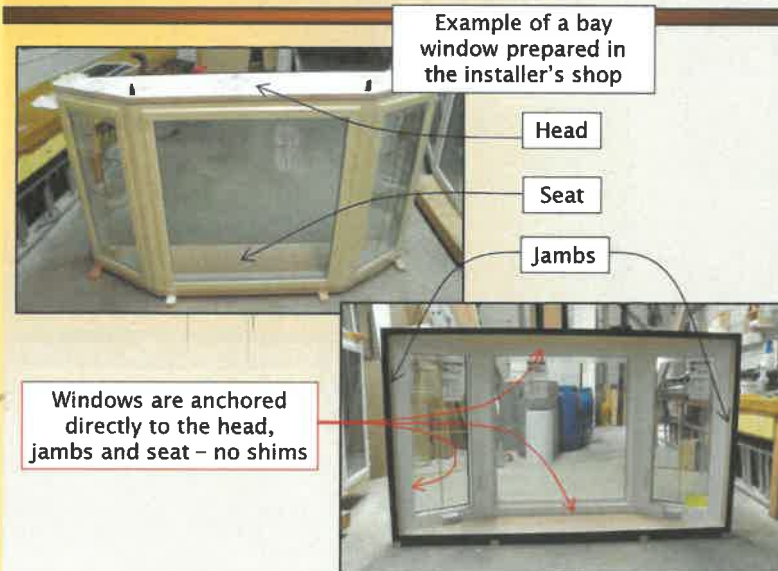 Example of a bay
window prepared in
the installer's shop
Head
Seat
Jambs
Windows are anchored
directly to the head,
jambs and seat – no shims